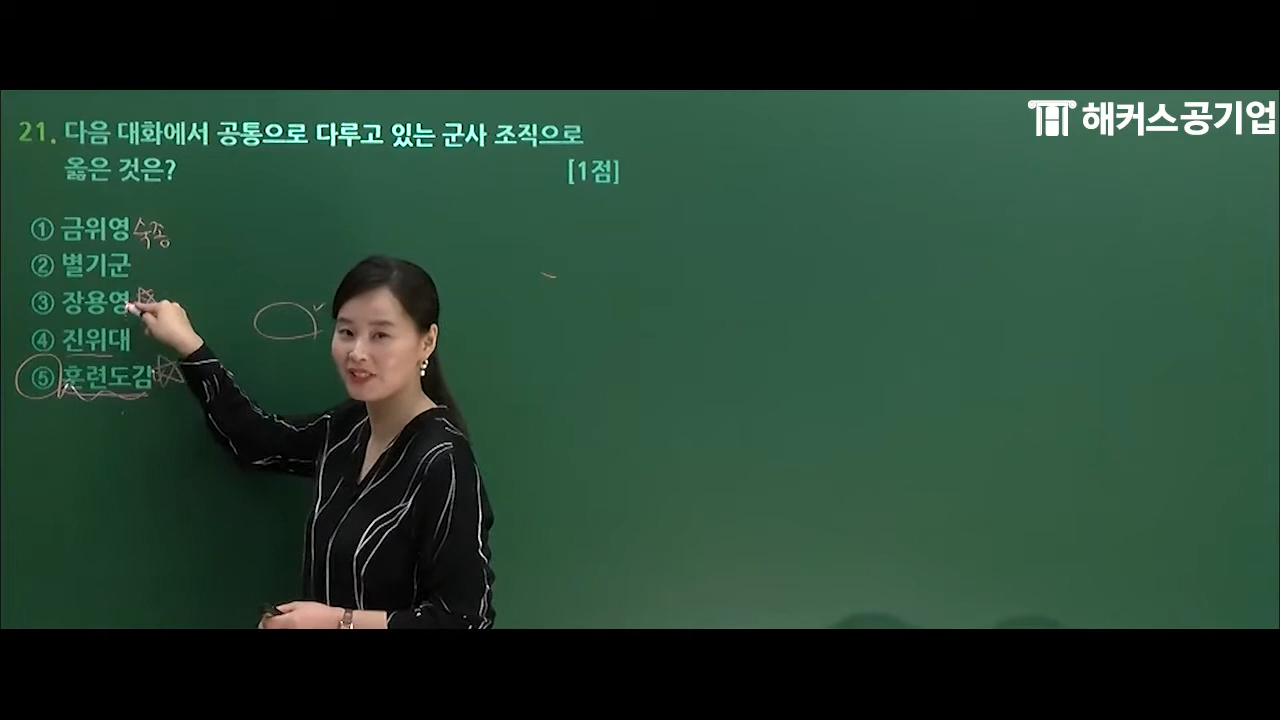 해커스공기업
21. 다음 대화에서 공통으로 다루고 있는 군사 조직으로
옳은 것은? [1점]
① 금위영 숙종
② 별기군
③ 장용영
④ 진위대
⑤ 훈련도감